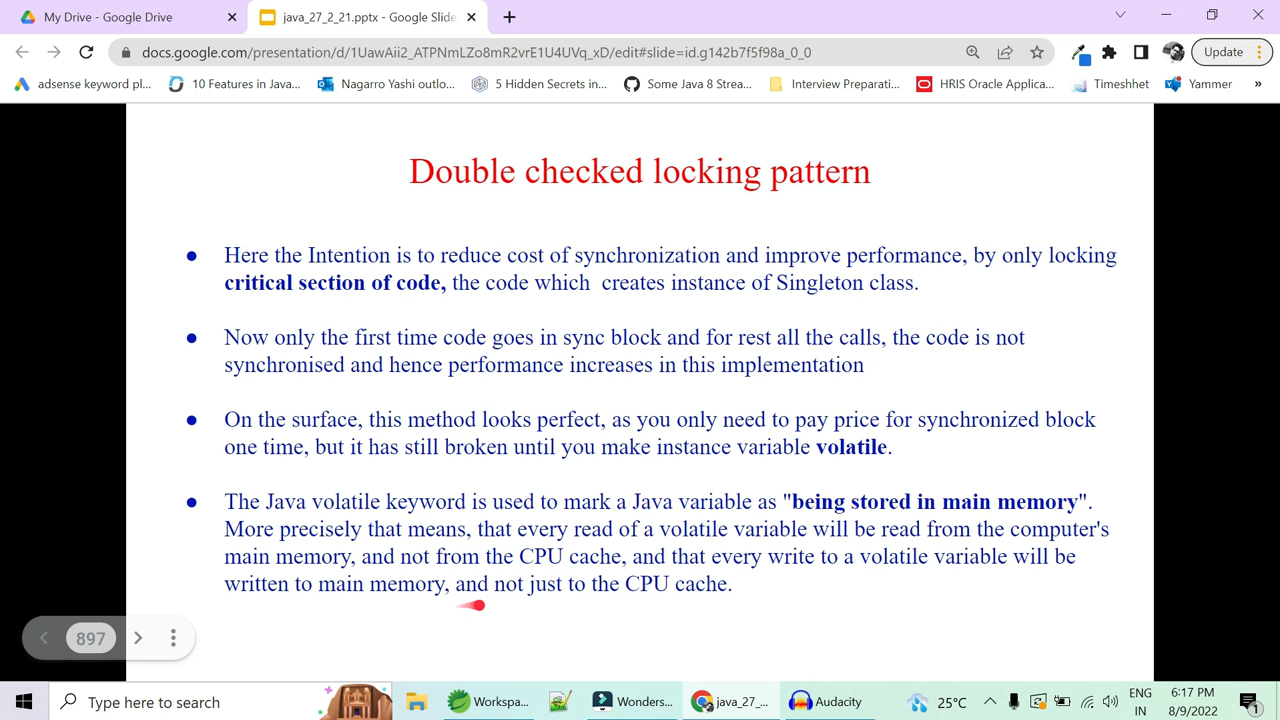 My Drive - Google Drive
java_27_2_21.pptx - Google Slide
docs.google.com/presentation/d/1UawAii2_ATPNmLZo8mR2vrE1U4UVq_xD/edit#slide=id.g142b7f5f98a_0_0
Update
adsense keyword pl...
10 Features in Java...
Nagarro Yashi outlo...
5 Hidden Secrets in...
Some Java 8 Strea...
Interview Preparati...
HRIS Oracle Applica...
Timeshhet
Yammer
»
Double checked locking pattern
● Here the Intention is to reduce cost of synchronization and improve performance, by only locking
critical section of code, the code which creates instance of Singleton class.
● Now only the first time code goes in sync block and for rest all the calls, the code is not
synchronised and hence performance increases in this implementation
● On the surface, this method looks perfect, as you only need to pay price for synchronized block
one time, but it has still broken until you make instance variable volatile.
● The Java volatile keyword is used to mark a Java variable as "being stored in main memory".
More precisely that means, that every read of a volatile variable will be read from the computer's
main memory, and not from the CPU cache, and that every write to a volatile variable will be
written to main memory, and not just to the CPU cache.
897
Type here to search
Workspa...
Wonders...
java_27_...
Audacity
25°C
ENG
IN
6:17 PM
8/9/2022
1